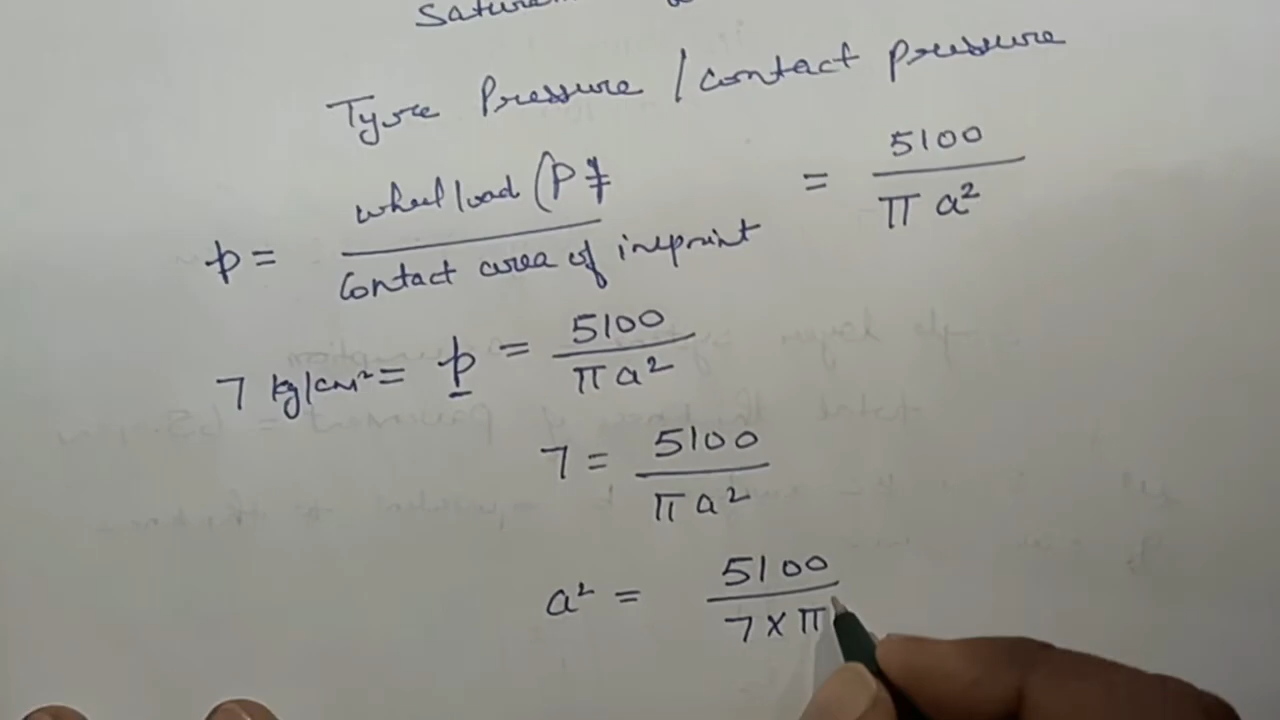 Tyre Pressure / contact pressure
p = wheel load (P) / Contact area of imprint = 5100 / π a²
7 kg/cm² = p = 5100 / π a²
7 = 5100 / π a²
a² = 5100 / 7 × π